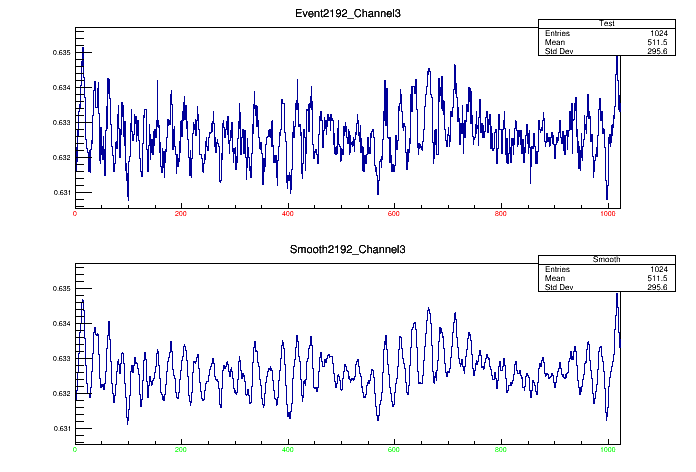 Event2192_Channel3
Test
Entries 1024
Mean 511.5
Std Dev 295.6
0.635
0.634
0.633
0.632
0.631
0 200 400 600 800 1000
Smooth2192_Channel3
Smooth
Entries 1024
Mean 511.5
Std Dev 295.6
0.635
0.634
0.633
0.632
0.631
0 200 400 600 800 1000